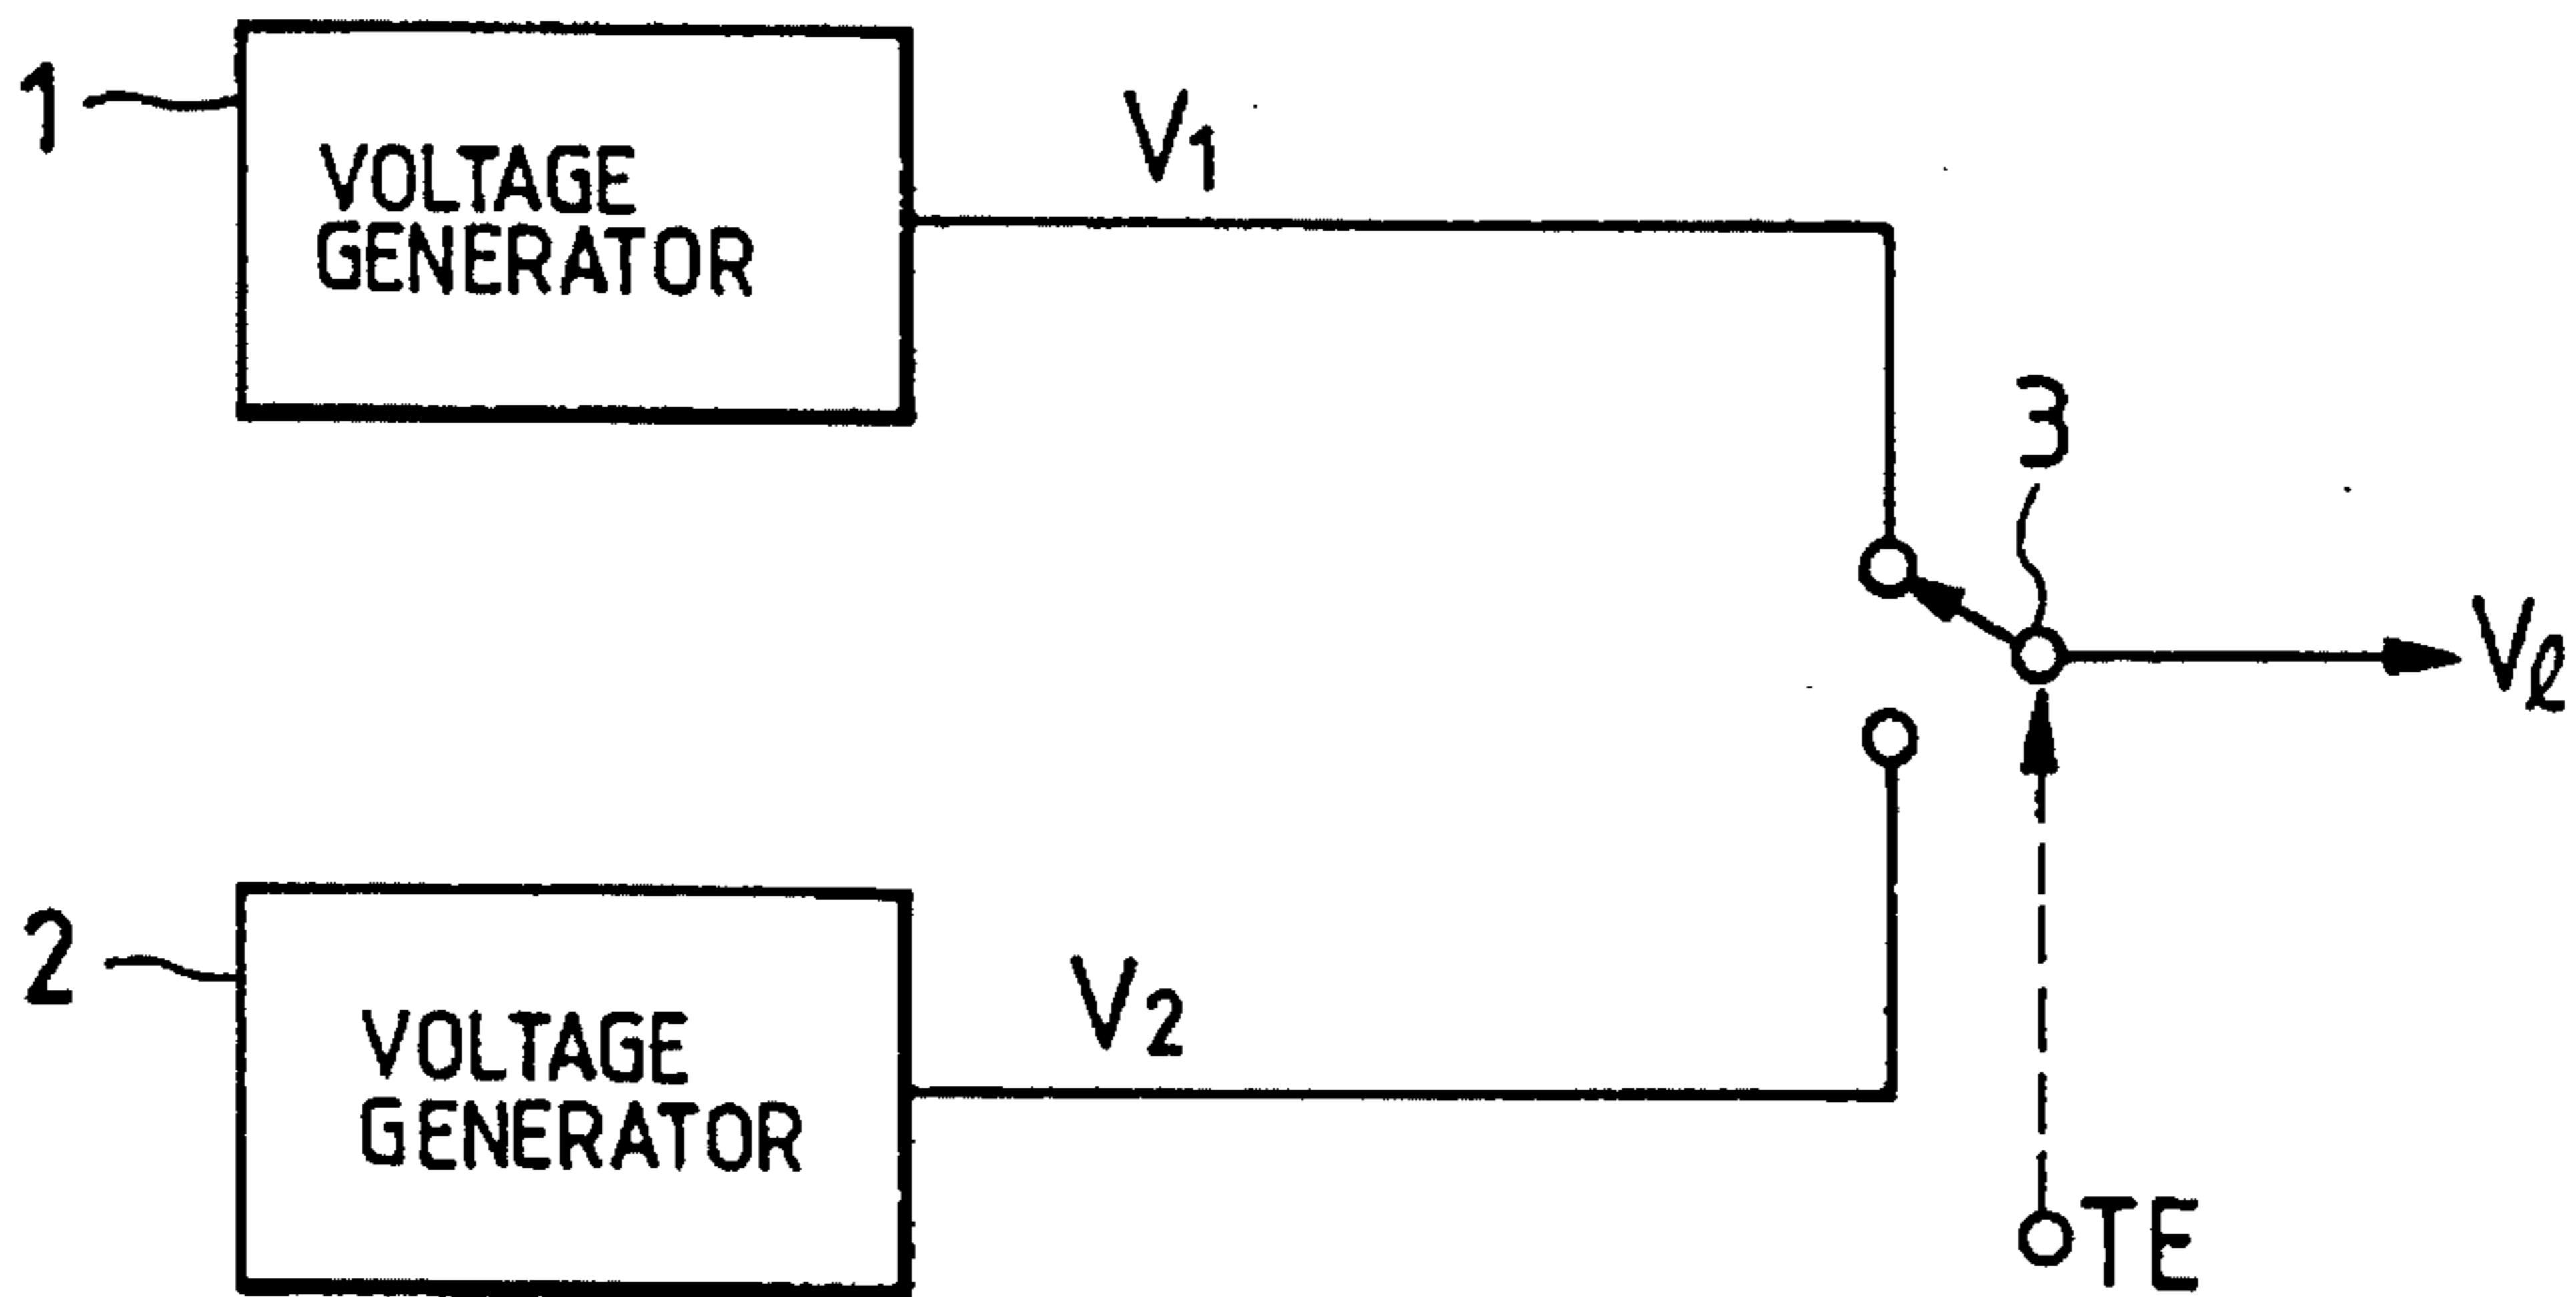 1
VOLTAGE
GENERATOR
V1
3
Vℓ
2
VOLTAGE
GENERATOR
V2
TE